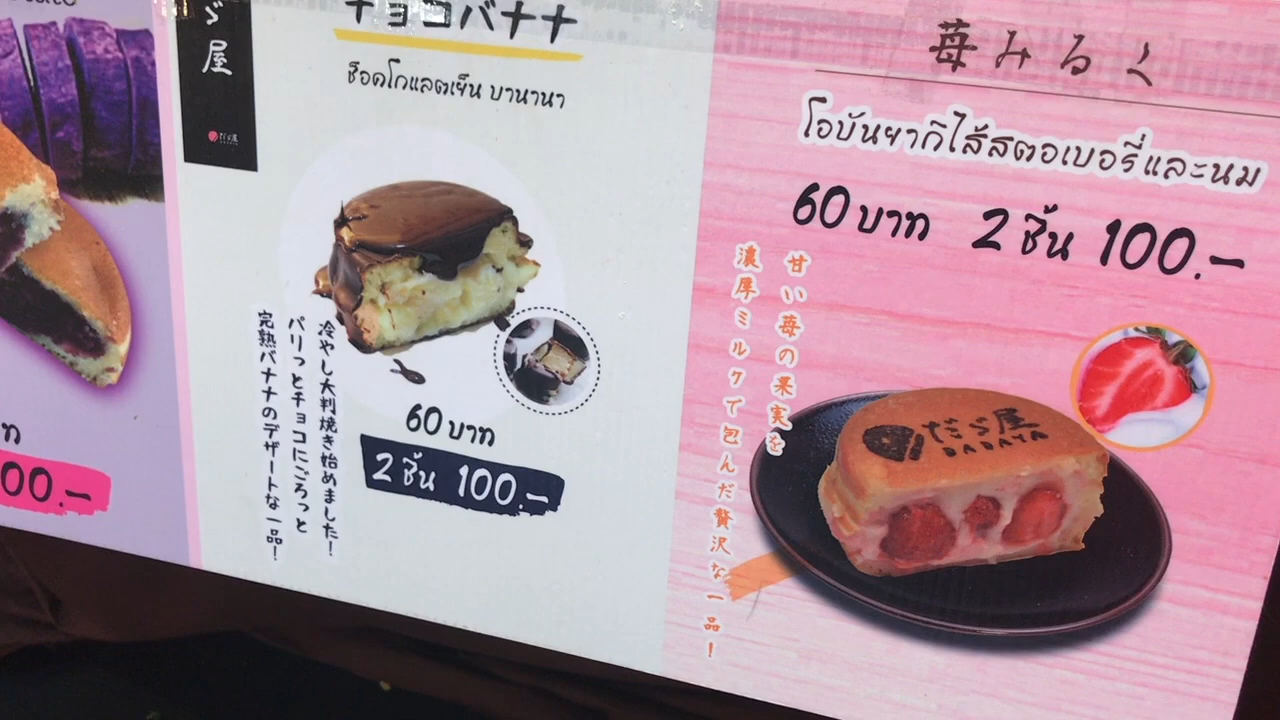 屋
だら屋
チョコバナナ
ช็อคโกแลตเย็น บานานา
冷やし大判焼き始めました!
パリっとチョコにごろっと
完熟バナナのデザートな一品!
60 บาท
2 ชิ้น 100.-
00.-
苺みるく
โอบันยากิไส้สตอเบอรี่และนม
60 บาท 2 ชิ้น 100.-
甘い苺の果実を
濃厚ミルクで包んだ贅沢な一品!
だら屋
DARAYA